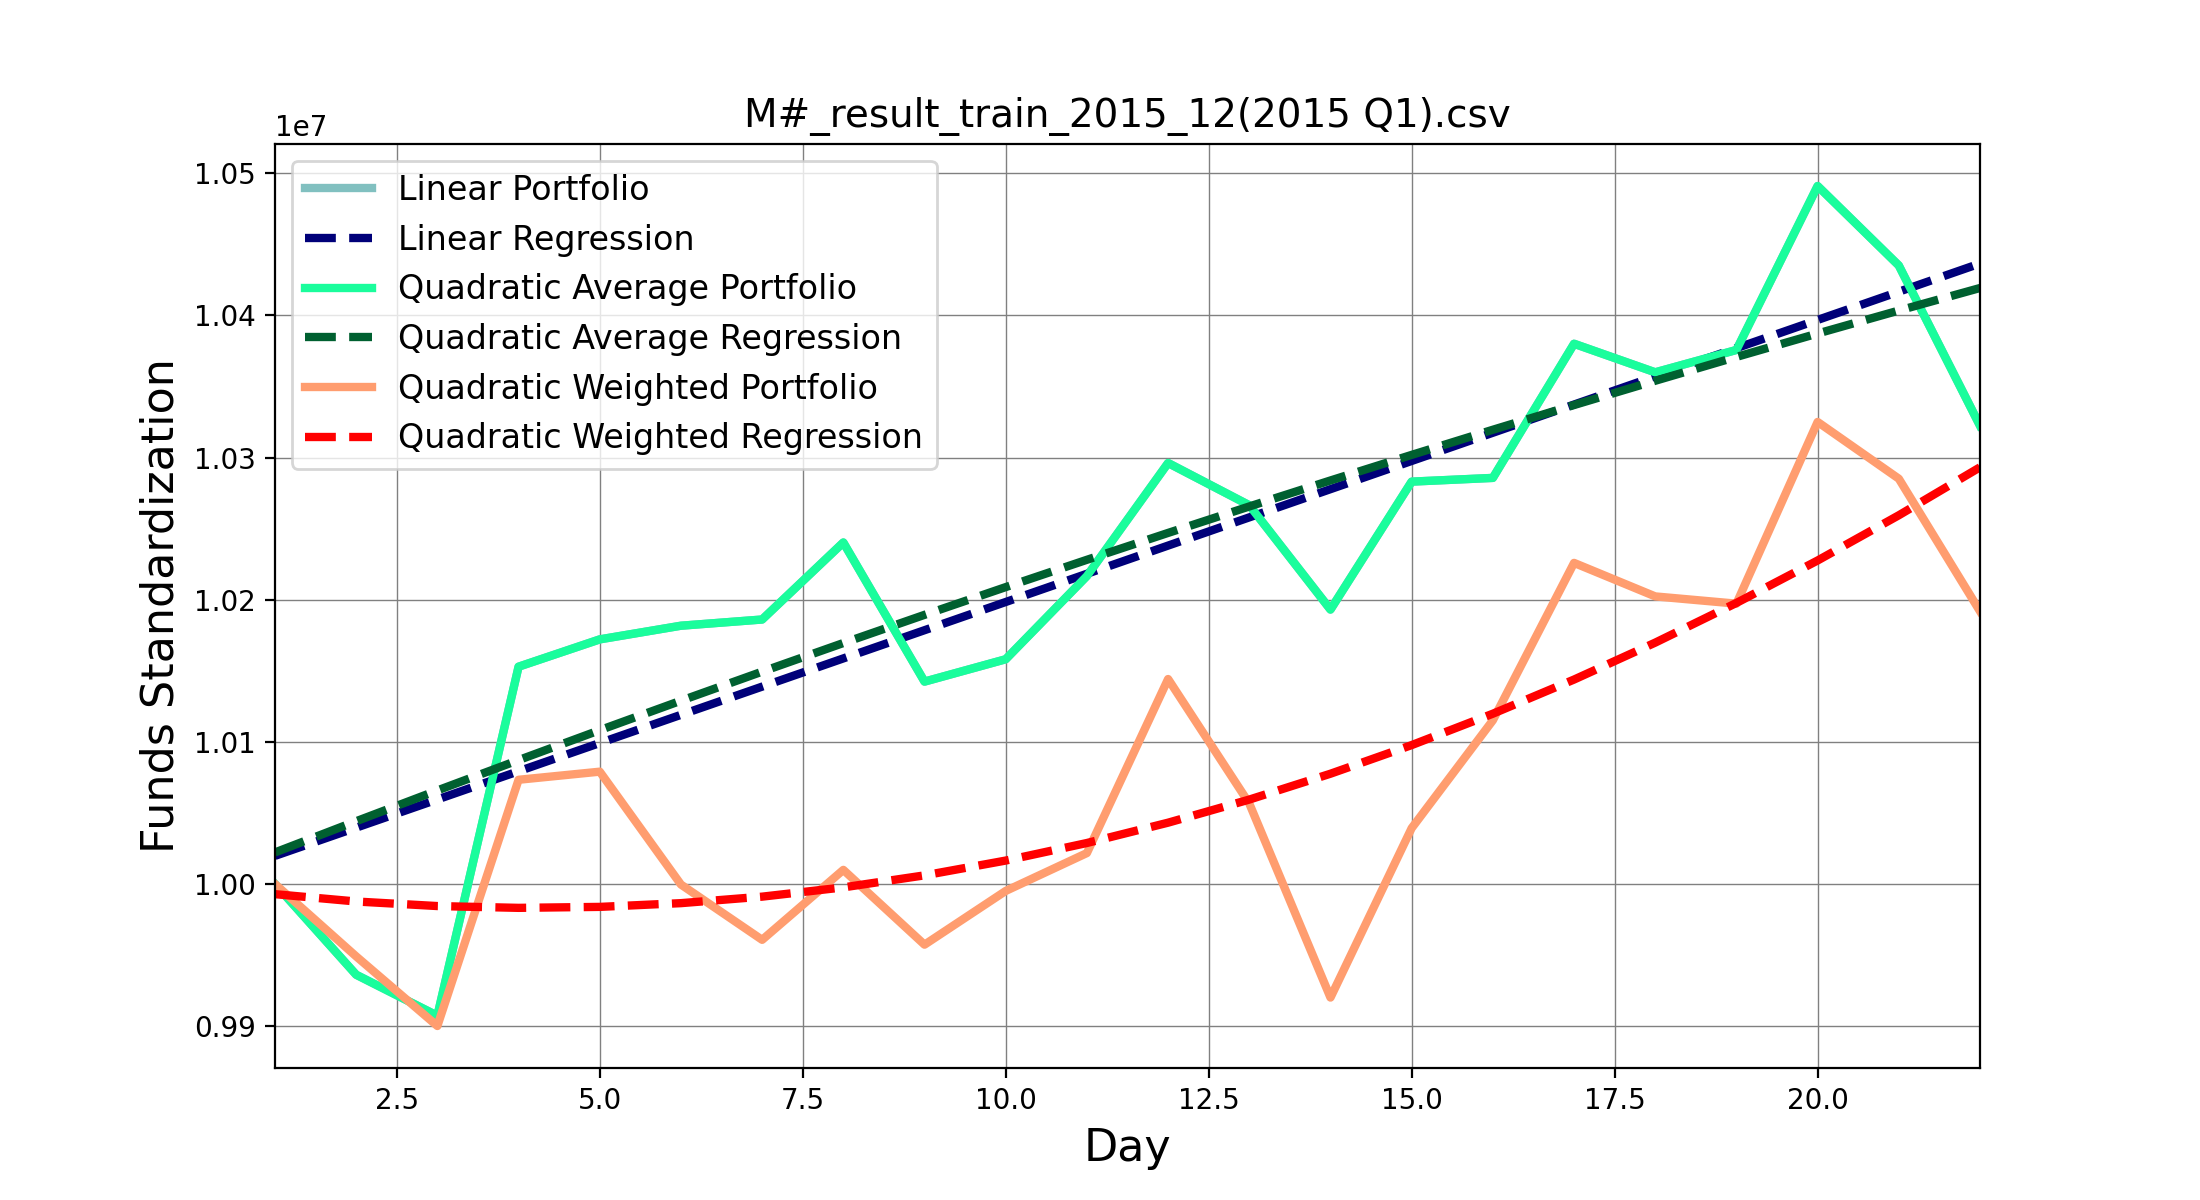 M#_result_train_2015_12(2015 Q1).csv
1e7
1.05
1.04
1.03
1.02
1.01
1.00
0.99
Funds Standardization
Linear Portfolio
Linear Regression
Quadratic Average Portfolio
Quadratic Average Regression
Quadratic Weighted Portfolio
Quadratic Weighted Regression
2.5 5.0 7.5 10.0 12.5 15.0 17.5 20.0
Day